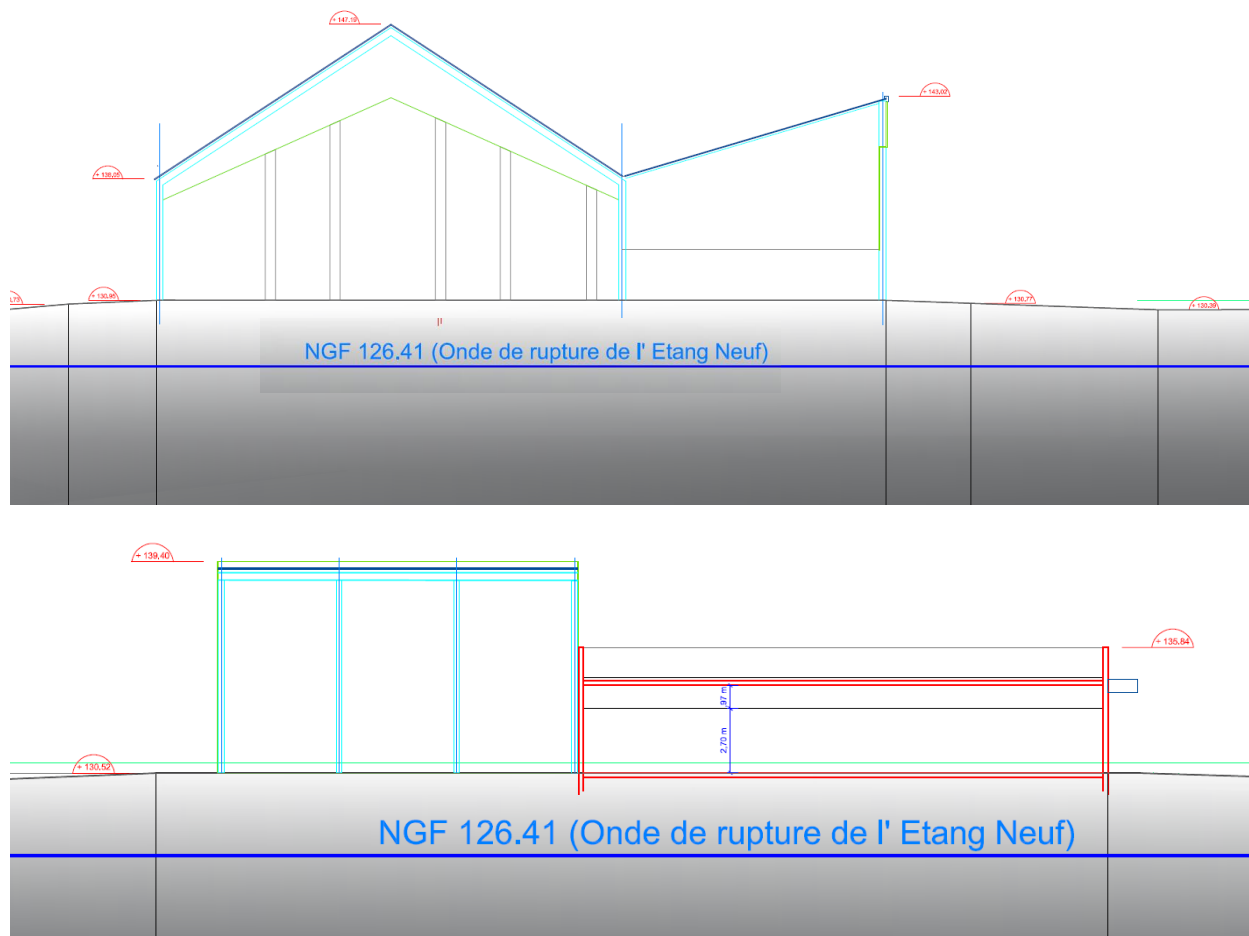 + 147.19
+ 143,02
+ 138,05
,73
+ 130,95
+ 130,77
+ 130,39
NGF 126.41 (Onde de rupture de l' Etang Neuf)
+ 139,40
+ 135.84
,97 m
2,70 m
+ 130,52
NGF 126.41 (Onde de rupture de l' Etang Neuf)